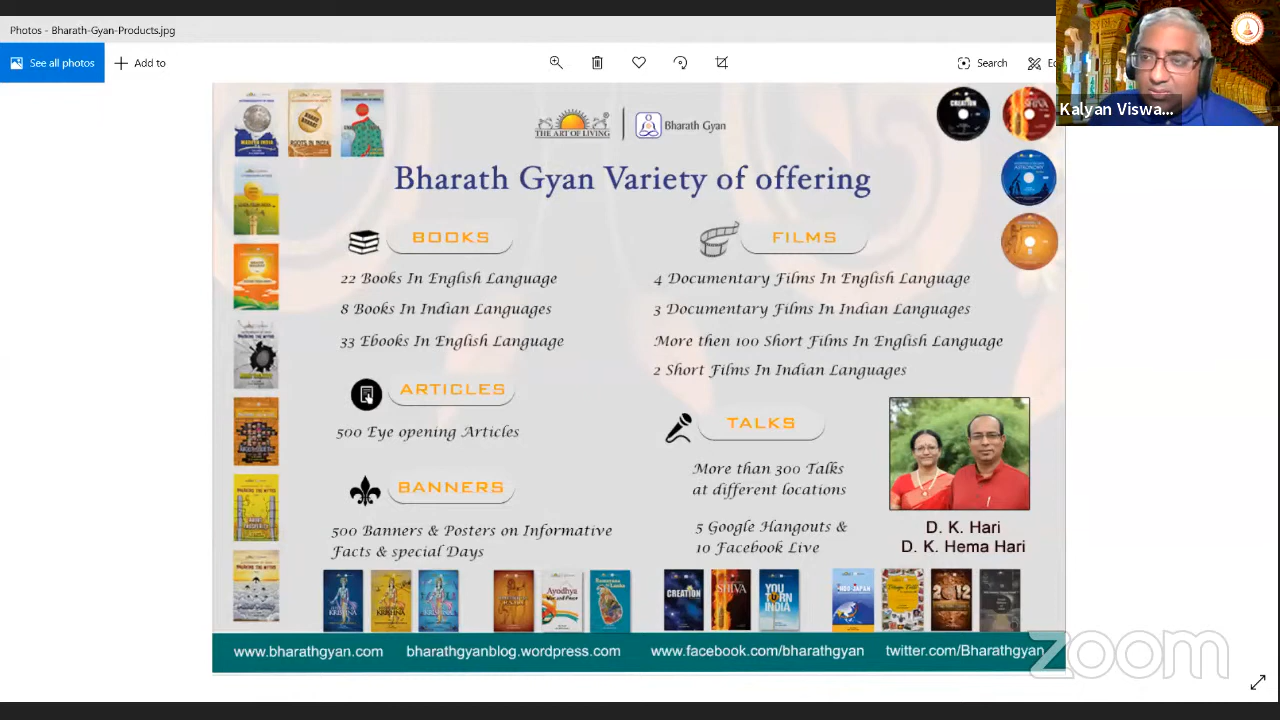 Photos - Bharath-Gyan-Products.jpg
See all photos
Add to
Search
Kalyan Viswa...
THE ART OF LIVING
Bharath Gyan
Bharath Gyan Variety of offering
BOOKS
22 Books In English Language
8 Books In Indian Languages
33 Ebooks In English Language
ARTICLES
500 Eye opening Articles
BANNERS
500 Banners & Posters on Informative
Facts & special Days
FILMS
4 Documentary Films In English Language
3 Documentary Films In Indian Languages
More then 100 Short Films In English Language
2 Short Films In Indian Languages
TALKS
More than 300 Talks
at different locations
5 Google Hangouts &
10 Facebook Live
D. K. Hari
D. K. Hema Hari
CREATION
SHIVA
KRISHNA
Ayodhya
CREATION
SHIVA
YOU
TURN
INDIA
INDO-JAPAN
2012
www.bharathgyan.com
bharathgyanblog.wordpress.com
www.facebook.com/bharathgyan
twitter.com/Bharathgyan
zoom